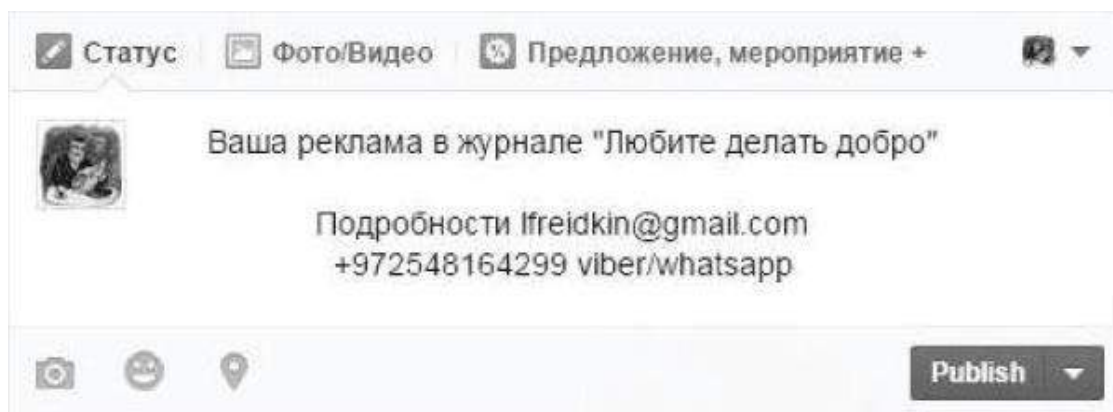 Статус Фото/Видео Предложение, мероприятие +
Ваша реклама в журнале "Любите делать добро"
Подробности lfreidkin@gmail.com
+972548164299 viber/whatsapp
Publish